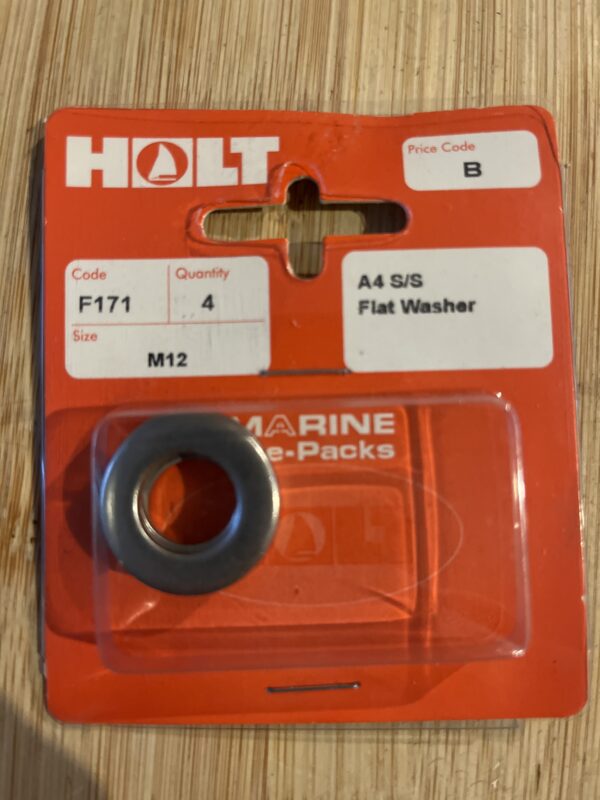 HOLT
Price Code
B
Code
F171
Quantity
4
Size
M12
A4 S/S
Flat Washer
MARINE
e-Packs